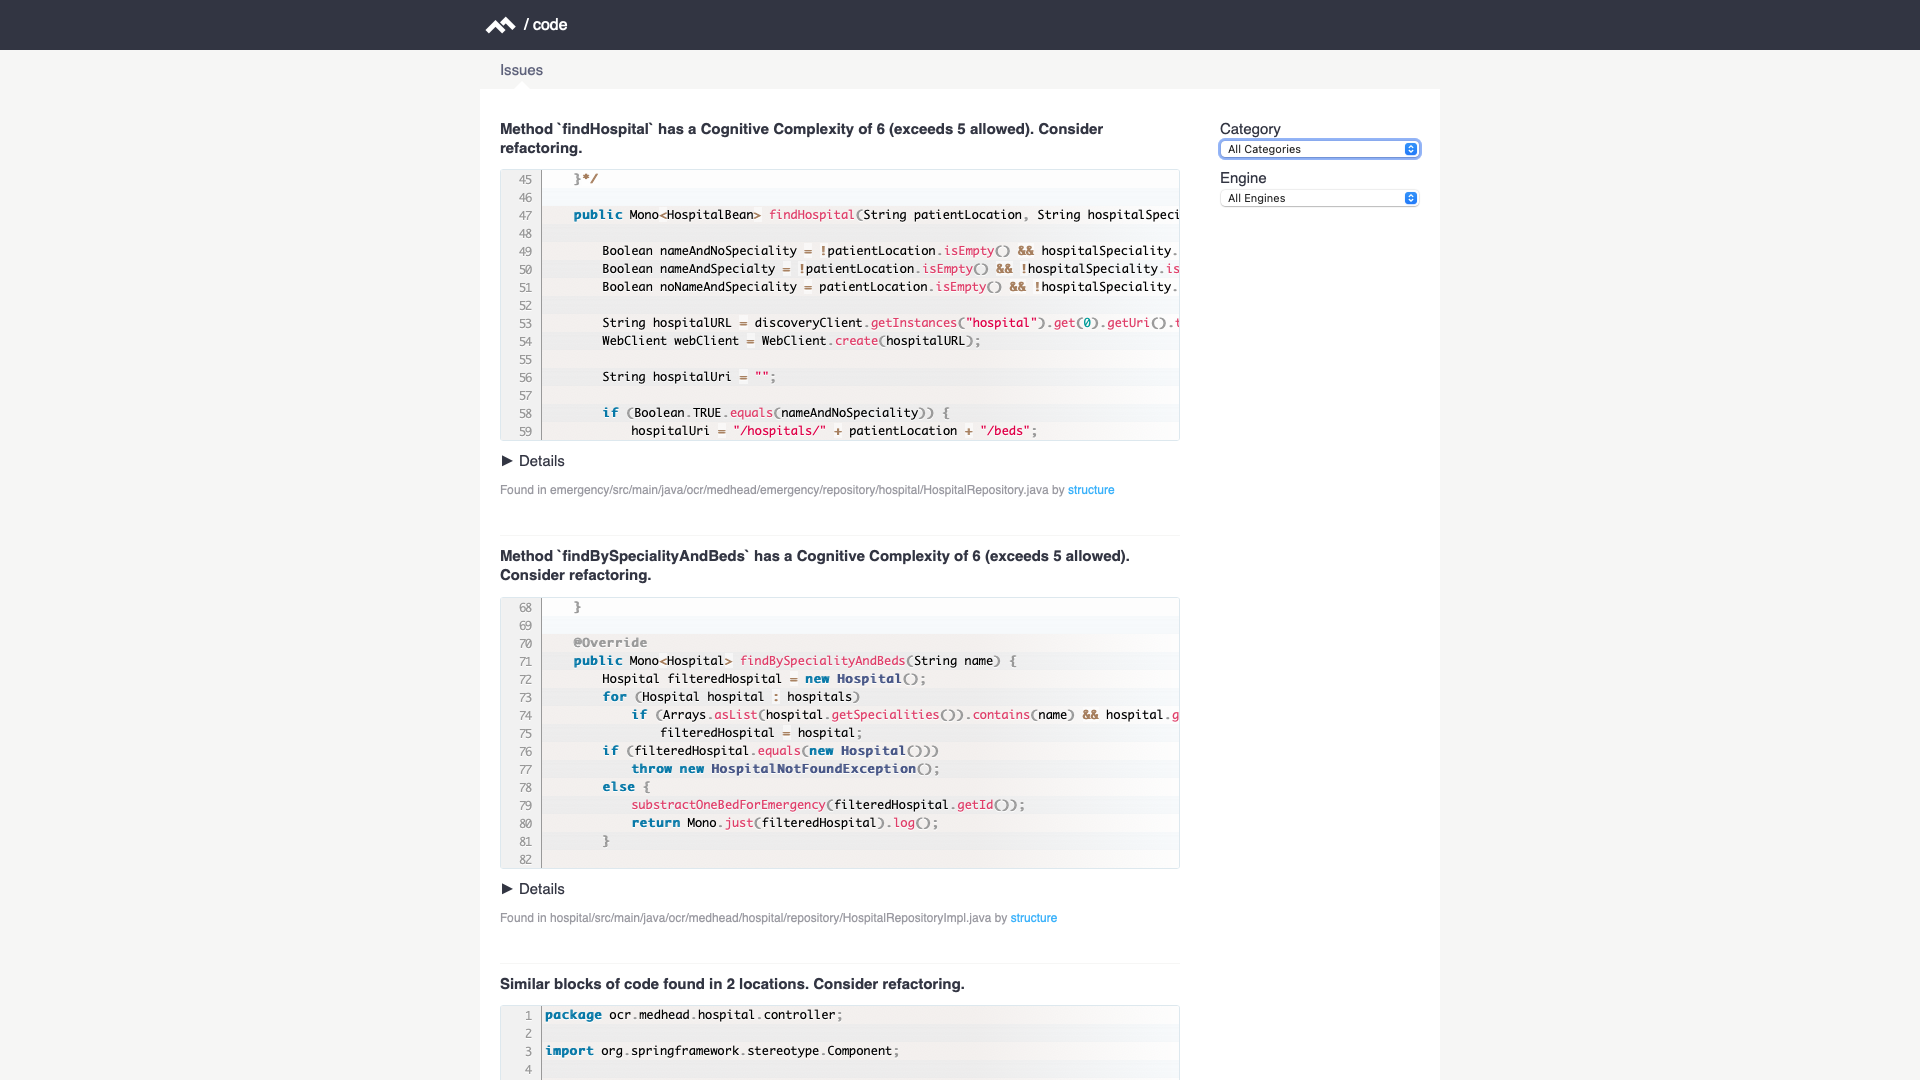 / code
Issues
Method `findHospital` has a Cognitive Complexity of 6 (exceeds 5 allowed). Consider
refactoring.
45 }*/
46
47 public Mono<HospitalBean> findHospital(String patientLocation, String hospitalSpeci
48
49 Boolean nameAndNoSpeciality = !patientLocation.isEmpty() && hospitalSpeciality.
50 Boolean nameAndSpecialty = !patientLocation.isEmpty() && !hospitalSpeciality.is
51 Boolean noNameAndSpeciality = patientLocation.isEmpty() && !hospitalSpeciality.
52
53 String hospitalURL = discoveryClient.getInstances("hospital").get(0).getUri().t
54 WebClient webClient = WebClient.create(hospitalURL);
55
56 String hospitalUri = "";
57
58 if (Boolean.TRUE.equals(nameAndNoSpeciality)) {
59 hospitalUri = "/hospitals/" + patientLocation + "/beds";
▶ Details
Found in emergency/src/main/java/ocr/medhead/emergency/repository/hospital/HospitalRepository.java by structure
Method `findBySpecialityAndBeds` has a Cognitive Complexity of 6 (exceeds 5 allowed).
Consider refactoring.
68 }
69
70 @Override
71 public Mono<Hospital> findBySpecialityAndBeds(String name) {
72 Hospital filteredHospital = new Hospital();
73 for (Hospital hospital : hospitals)
74 if (Arrays.asList(hospital.getSpecialities()).contains(name) && hospital.g
75 filteredHospital = hospital;
76 if (filteredHospital.equals(new Hospital()))
77 throw new HospitalNotFoundException();
78 else {
79 substractOneBedForEmergency(filteredHospital.getId());
80 return Mono.just(filteredHospital).log();
81 }
82
▶ Details
Found in hospital/src/main/java/ocr/medhead/hospital/repository/HospitalRepositoryImpl.java by structure
Similar blocks of code found in 2 locations. Consider refactoring.
1 package ocr.medhead.hospital.controller;
2
3 import org.springframework.stereotype.Component;
4
Category
All Categories
Engine
All Engines